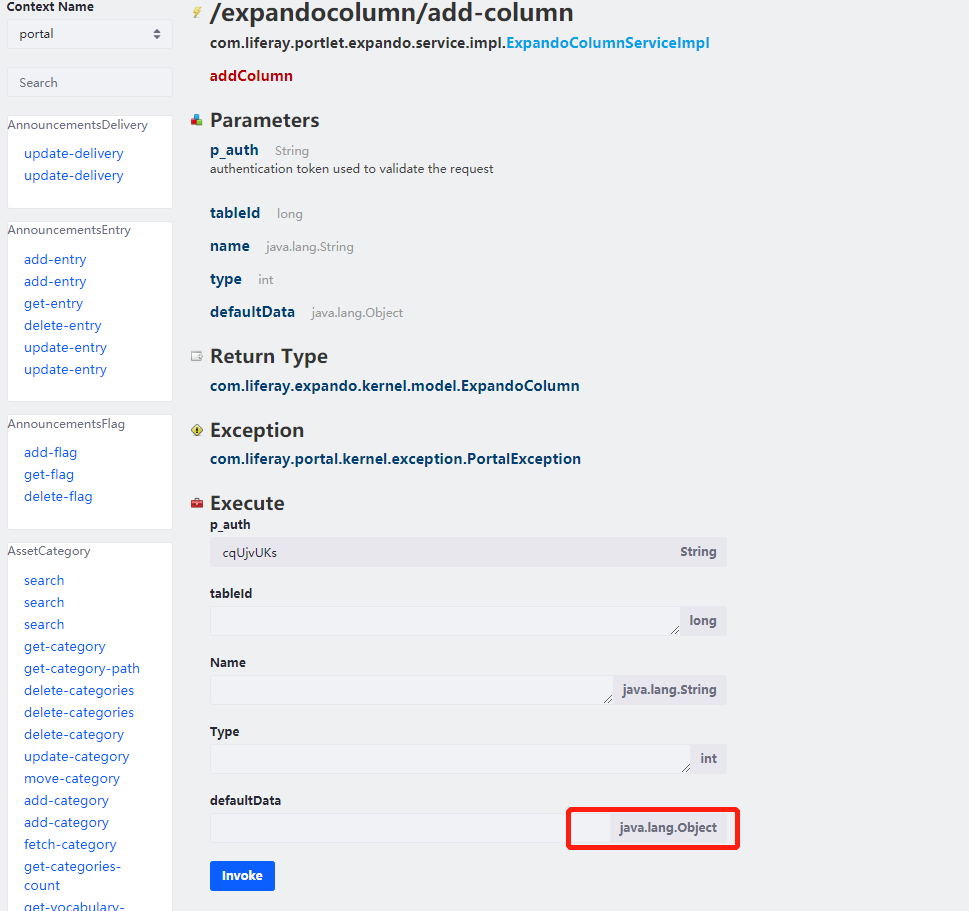 Context Name
portal
Search
AnnouncementsDelivery
update-delivery
update-delivery
AnnouncementsEntry
add-entry
add-entry
get-entry
delete-entry
update-entry
update-entry
AnnouncementsFlag
add-flag
get-flag
delete-flag
AssetCategory
search
search
search
get-category
get-category-path
delete-categories
delete-categories
delete-category
update-category
move-category
add-category
add-category
fetch-category
get-categories-
count
get-vocabulary-
/expandocolumn/add-column
com.liferay.portlet.expando.service.impl.ExpandoColumnServiceImpl
addColumn
Parameters
p_auth String
authentication token used to validate the request
tableId long
name java.lang.String
type int
defaultData java.lang.Object
Return Type
com.liferay.expando.kernel.model.ExpandoColumn
Exception
com.liferay.portal.kernel.exception.PortalException
Execute
p_auth
cqUjvUKs String
tableId
long
Name
java.lang.String
Type
int
defaultData
java.lang.Object
Invoke